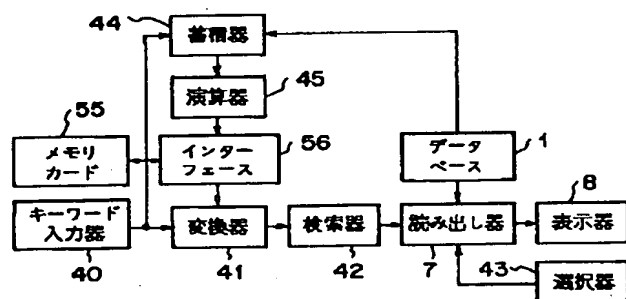 44
蓄積器
演算器
45
55
メモリ
カード
インター
フェース
56
データ
ベース
1
キーワード
入力器
40
変換器
41
検索器
42
読み出し器
7
8
表示器
43
選択器